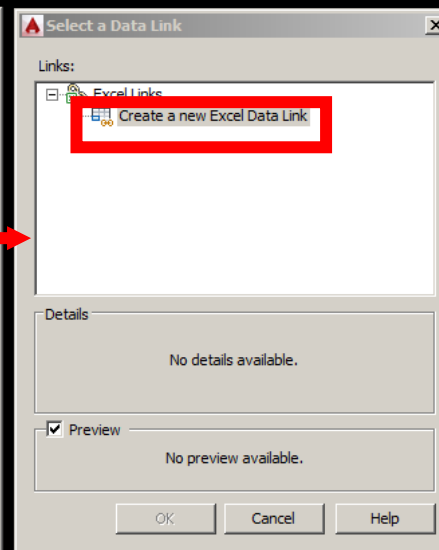 Select a Data Link
Links:
Excel Links
Create a new Excel Data Link
Details
No details available.
Preview
No preview available.
OK Cancel Help